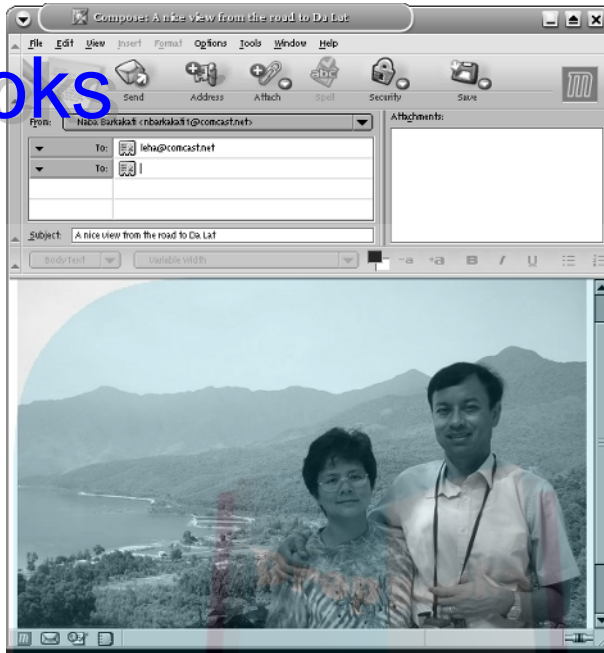 Compose: A nice view from the road to Da Lat
File Edit View Insert Format Options Tools Window Help
oks
Send Address Attach Spell Security Save
From: Naba Barkakati <nbarkakati1@comcast.net>
Attachments:
To: leha@comcast.net
To:
Subject: A nice view from the road to Da Lat
Body Text Variable Width -a +a B I U